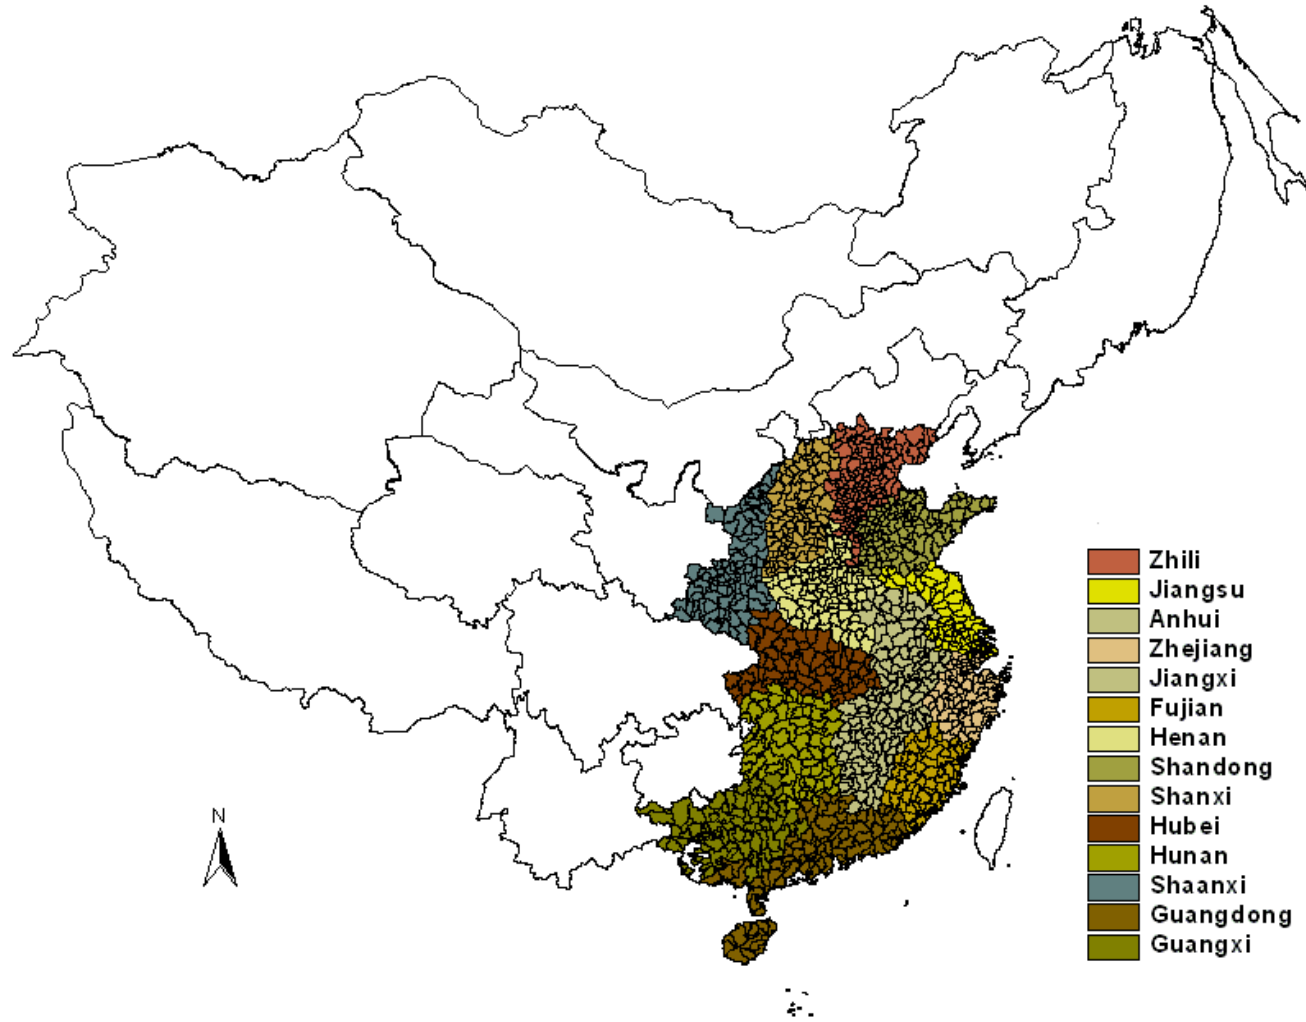 Zhili
Jiangsu
Anhui
Zhejiang
Jiangxi
Fujian
Henan
Shandong
Shanxi
Hubei
Hunan
Shaanxi
Guangdong
Guangxi
N